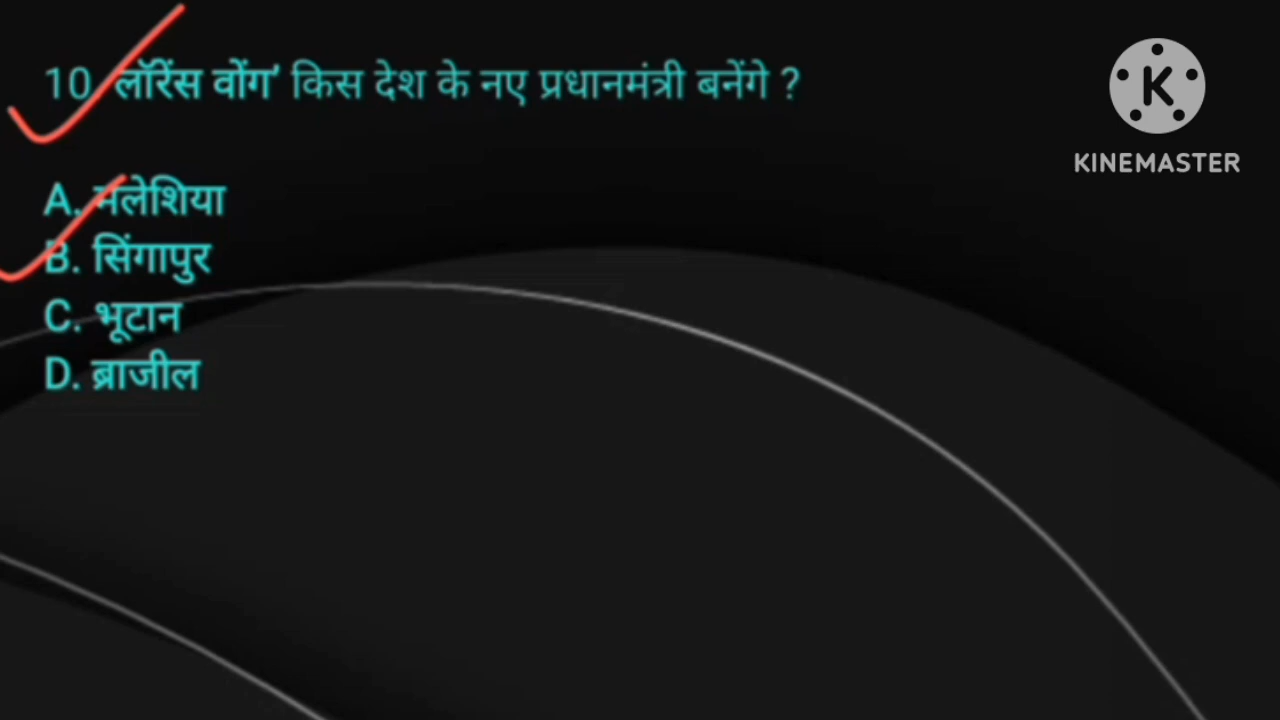 10 'लॉरेंस वोंग' किस देश के नए प्रधानमंत्री बनेंगे ?
KINEMASTER
A. मलेशिया
B. सिंगापुर
C. भूटान
D. ब्राजील